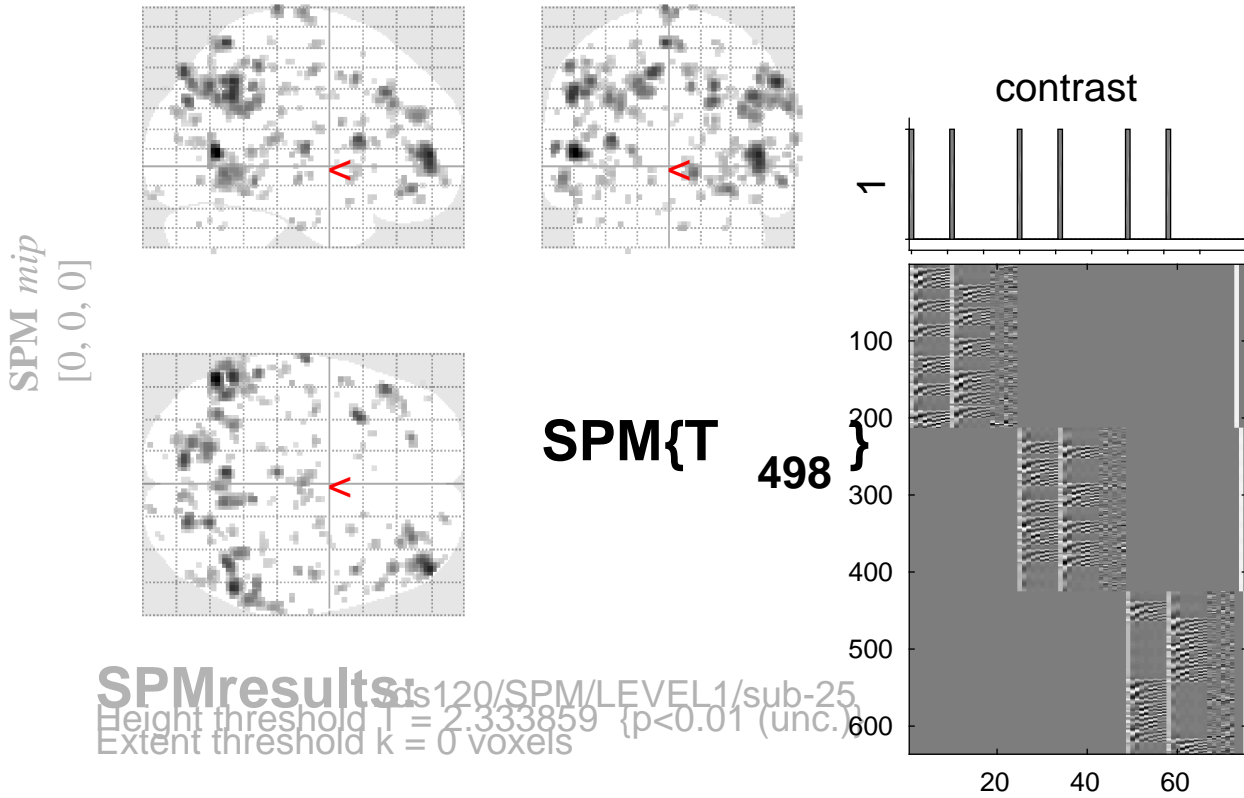 contrast
1
SPM mip
[0, 0, 0]
<
<
<
SPM{T 498 }
100
200
300
400
500
600
20 40 60
SPMresults: /ds120/SPM/LEVEL1/sub-25
Height threshold T = 2.333859 {p<0.01 (unc.)}
Extent threshold k = 0 voxels